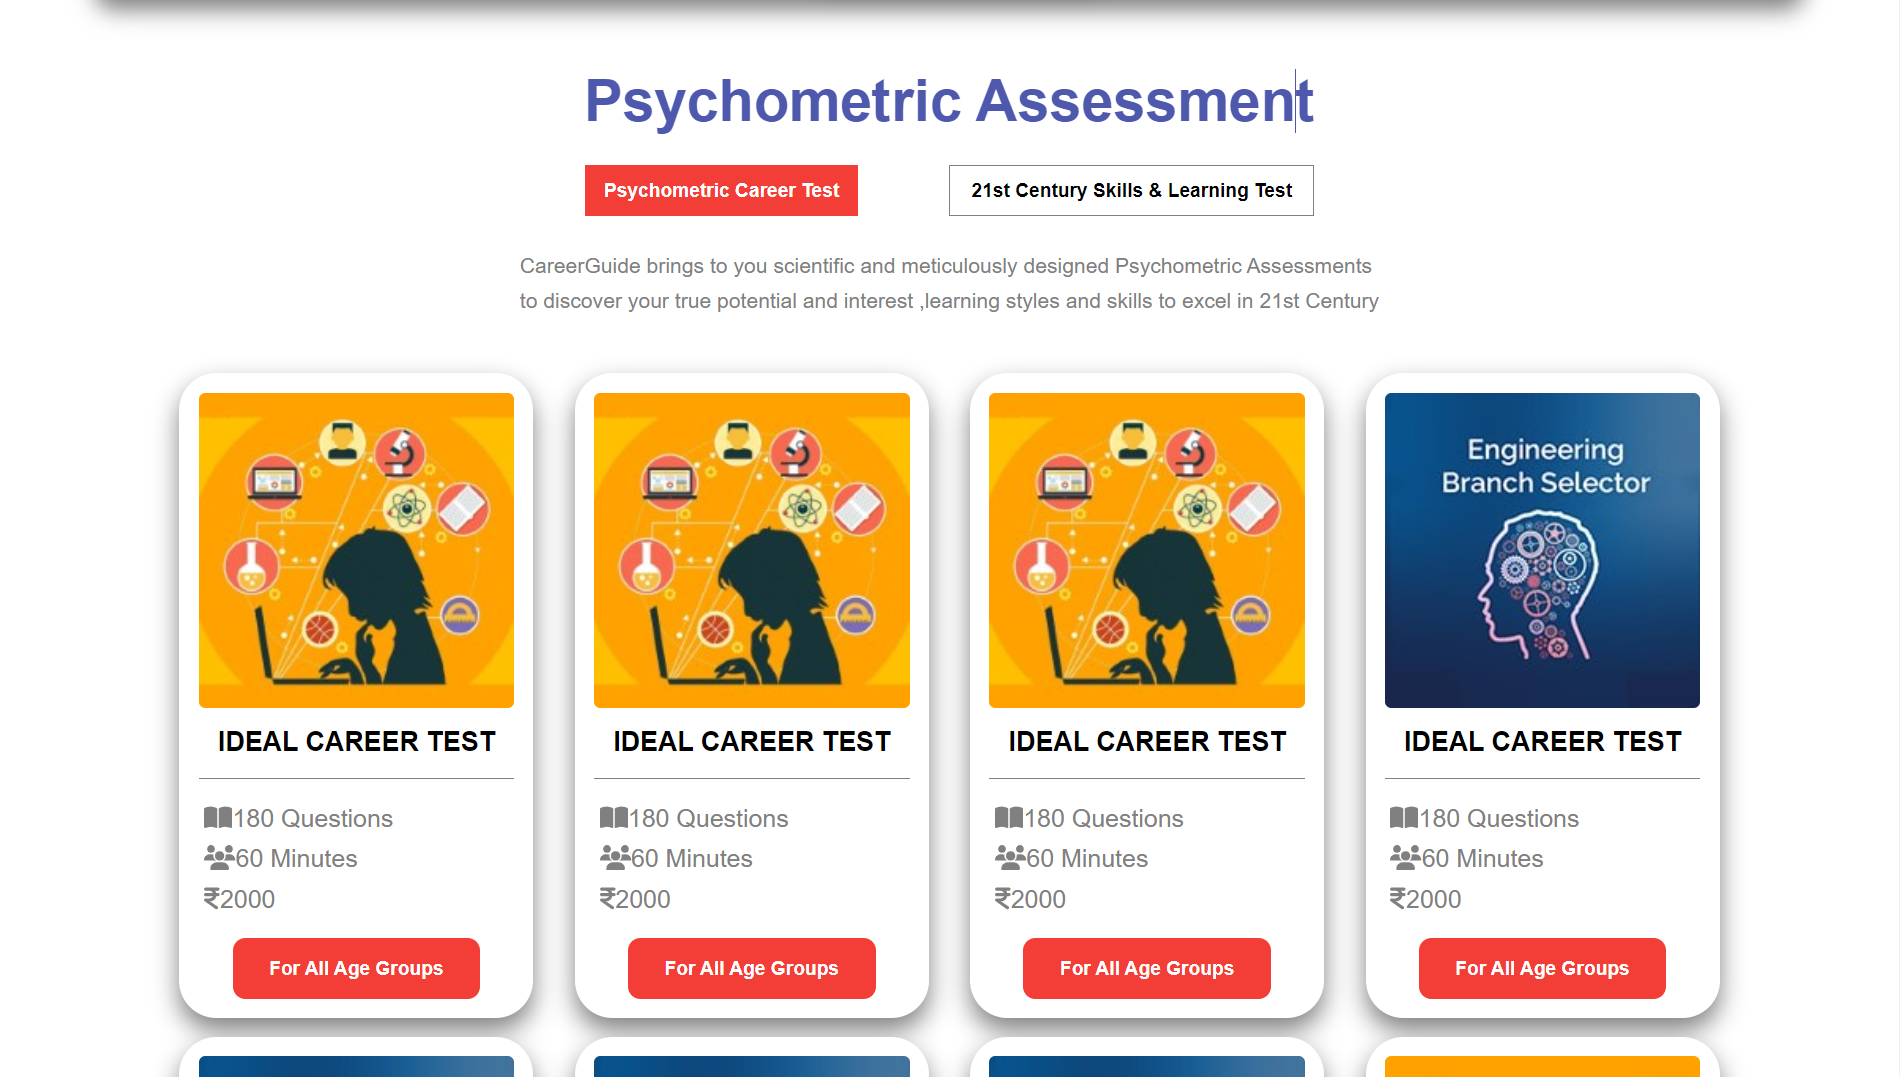 Psychometric Assessment
Psychometric Career Test
21st Century Skills & Learning Test
CareerGuide brings to you scientific and meticulously designed Psychometric Assessments
to discover your true potential and interest ,learning styles and skills to excel in 21st Century
IDEAL CAREER TEST
180 Questions
60 Minutes
₹2000
For All Age Groups
IDEAL CAREER TEST
180 Questions
60 Minutes
₹2000
For All Age Groups
IDEAL CAREER TEST
180 Questions
60 Minutes
₹2000
For All Age Groups
Engineering
Branch Selector
IDEAL CAREER TEST
180 Questions
60 Minutes
₹2000
For All Age Groups